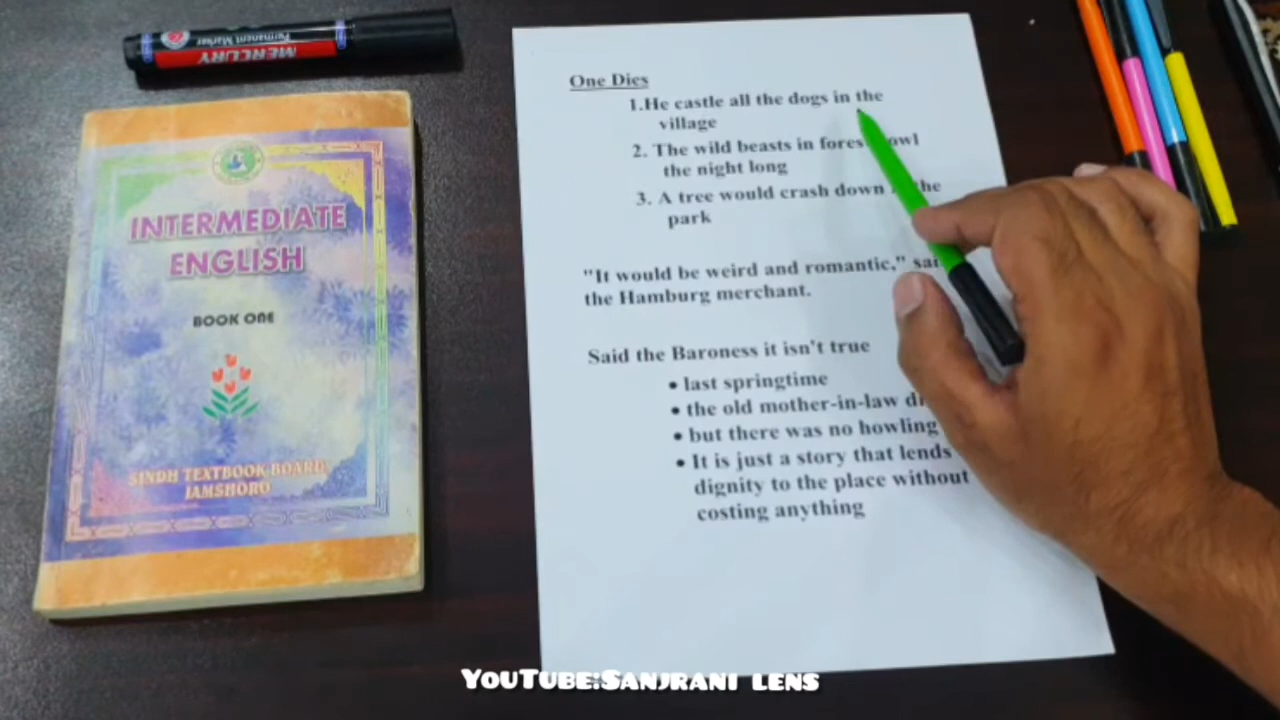 MERCURY
Permanent Marker
INTERMEDIATE
ENGLISH
BOOK ONE
SINDH TEXTBOOK BOARD,
JAMSHORO
One Dies
1.He castle all the dogs in the
village
2. The wild beasts in
the night long
3. A tree would crash down the
park
"It would be weird and romantic,"
the Hamburg merchant.
Said the Baroness it isn't true
• last springtime
• the old mother-in-law
• but there was no howling
• It is just a story that lends
dignity to the place without
costing anything
YouTube:Sanjrani lens